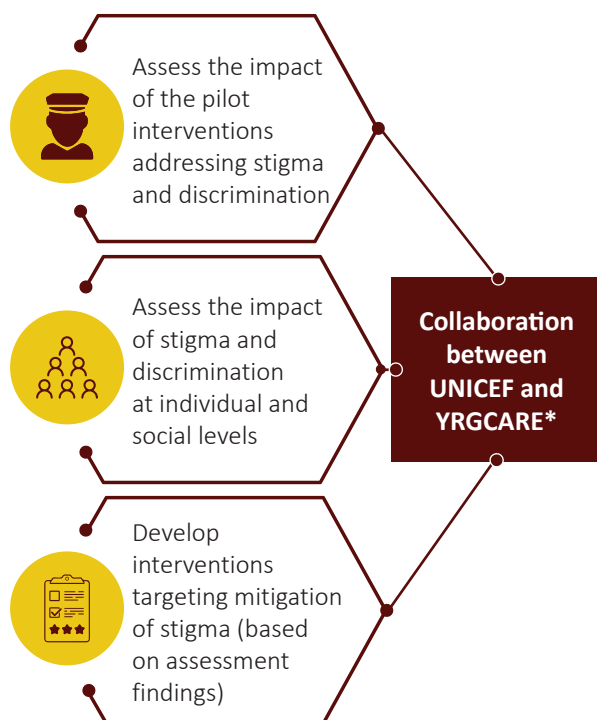 Assess the impact
of the pilot
interventions
addressing stigma
and discrimination
Assess the impact
of stigma and
discrimination
at individual and
social levels
Develop
interventions
targeting mitigation
of stigma (based
on assessment
findings)
Collaboration
between
UNICEF and
YRGCARE*